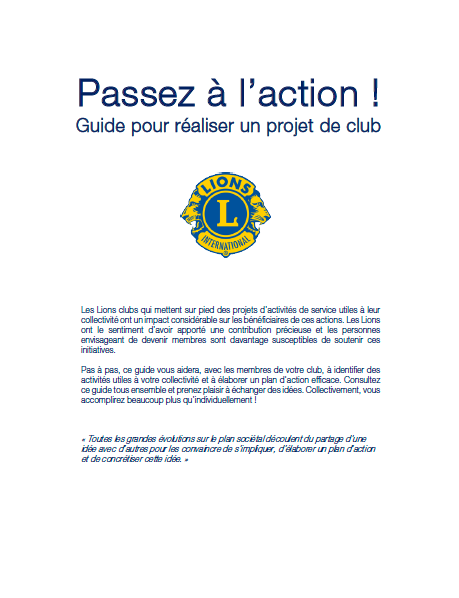 Passez à l'action !
Guide pour réaliser un projet de club
LIONS
L
INTERNATIONAL
®
Les Lions clubs qui mettent sur pied des projets d'activités de service utiles à leur
collectivité ont un impact considérable sur les bénéficiaires de ces actions. Les Lions
ont le sentiment d'avoir apporté une contribution précieuse et les personnes
envisageant de devenir membres sont davantage susceptibles de soutenir ces
initiatives.
Pas à pas, ce guide vous aidera, avec les membres de votre club, à identifier des
activités utiles à votre collectivité et à élaborer un plan d'action efficace. Consultez
ce guide tous ensemble et prenez plaisir à échanger des idées. Collectivement, vous
accomplirez beaucoup plus qu'individuellement !
« Toutes les grandes évolutions sur le plan sociétal découlent du partage d'une
idée avec d'autres pour les convaincre de s'impliquer, d'élaborer un plan d'action
et de concrétiser cette idée. »